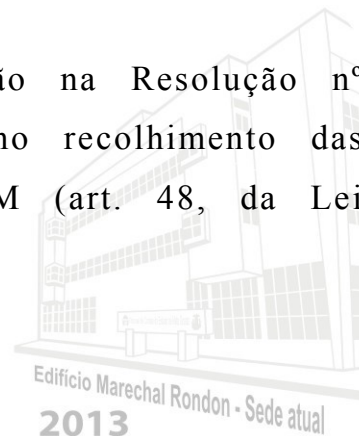 ão na Resolução nº
no recolhimento das
M (art. 48, da Lei
Edifício Marechal Rondon - Sede atual
2013